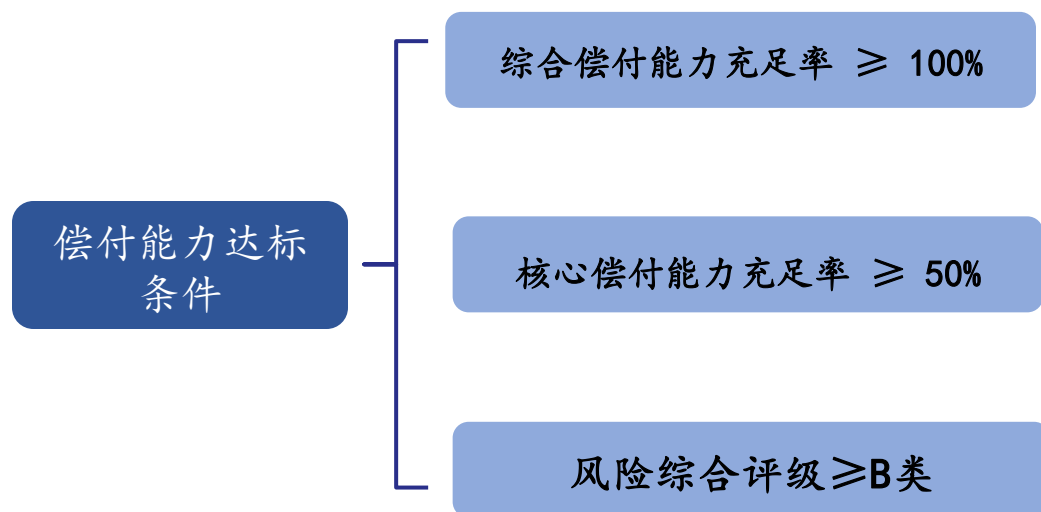 综合偿付能力充足率 ≥ 100%
偿付能力达标
条件
核心偿付能力充足率 ≥ 50%
风险综合评级≥B类